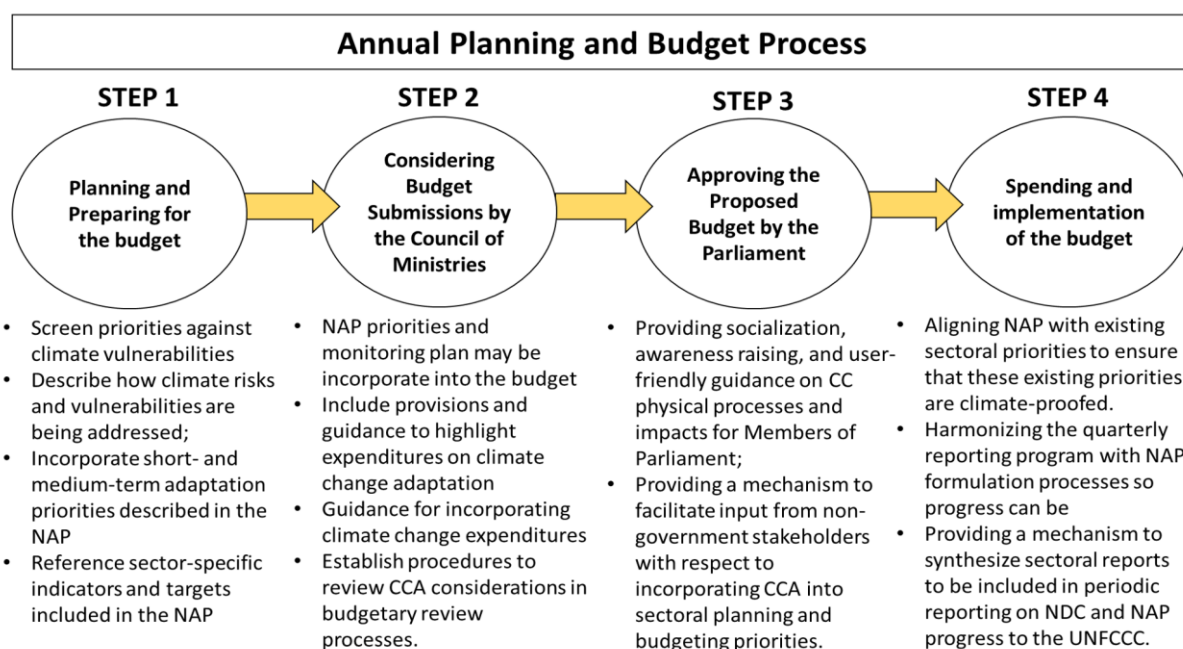 Annual Planning and Budget Process
STEP 1
Planning and
Preparing for
the budget
• Screen priorities against
climate vulnerabilities
• Describe how climate risks
and vulnerabilities are
being addressed;
• Incorporate short- and
medium-term adaptation
priorities described in the
NAP
• Reference sector-specific
indicators and targets
included in the NAP
STEP 2
Considering
Budget
Submissions by
the Council of
Ministries
• NAP priorities and
monitoring plan may be
incorporate into the budget
• Include provisions and
guidance to highlight
expenditures on climate
change adaptation
• Guidance for incorporating
climate change expenditures
• Establish procedures to
review CCA considerations in
budgetary review
processes.
STEP 3
Approving the
Proposed
Budget by the
Parliament
• Providing socialization,
awareness raising, and user-
friendly guidance on CC
physical processes and
impacts for Members of
Parliament;
• Providing a mechanism to
facilitate input from non-
government stakeholders
with respect to
incorporating CCA into
sectoral planning and
budgeting priorities.
STEP 4
Spending and
implementation
of the budget
• Aligning NAP with existing
sectoral priorities to ensure
that these existing priorities
are climate-proofed.
• Harmonizing the quarterly
reporting program with NAP
formulation processes so
progress can be
• Providing a mechanism to
synthesize sectoral reports
to be included in periodic
reporting on NDC and NAP
progress to the UNFCCC.